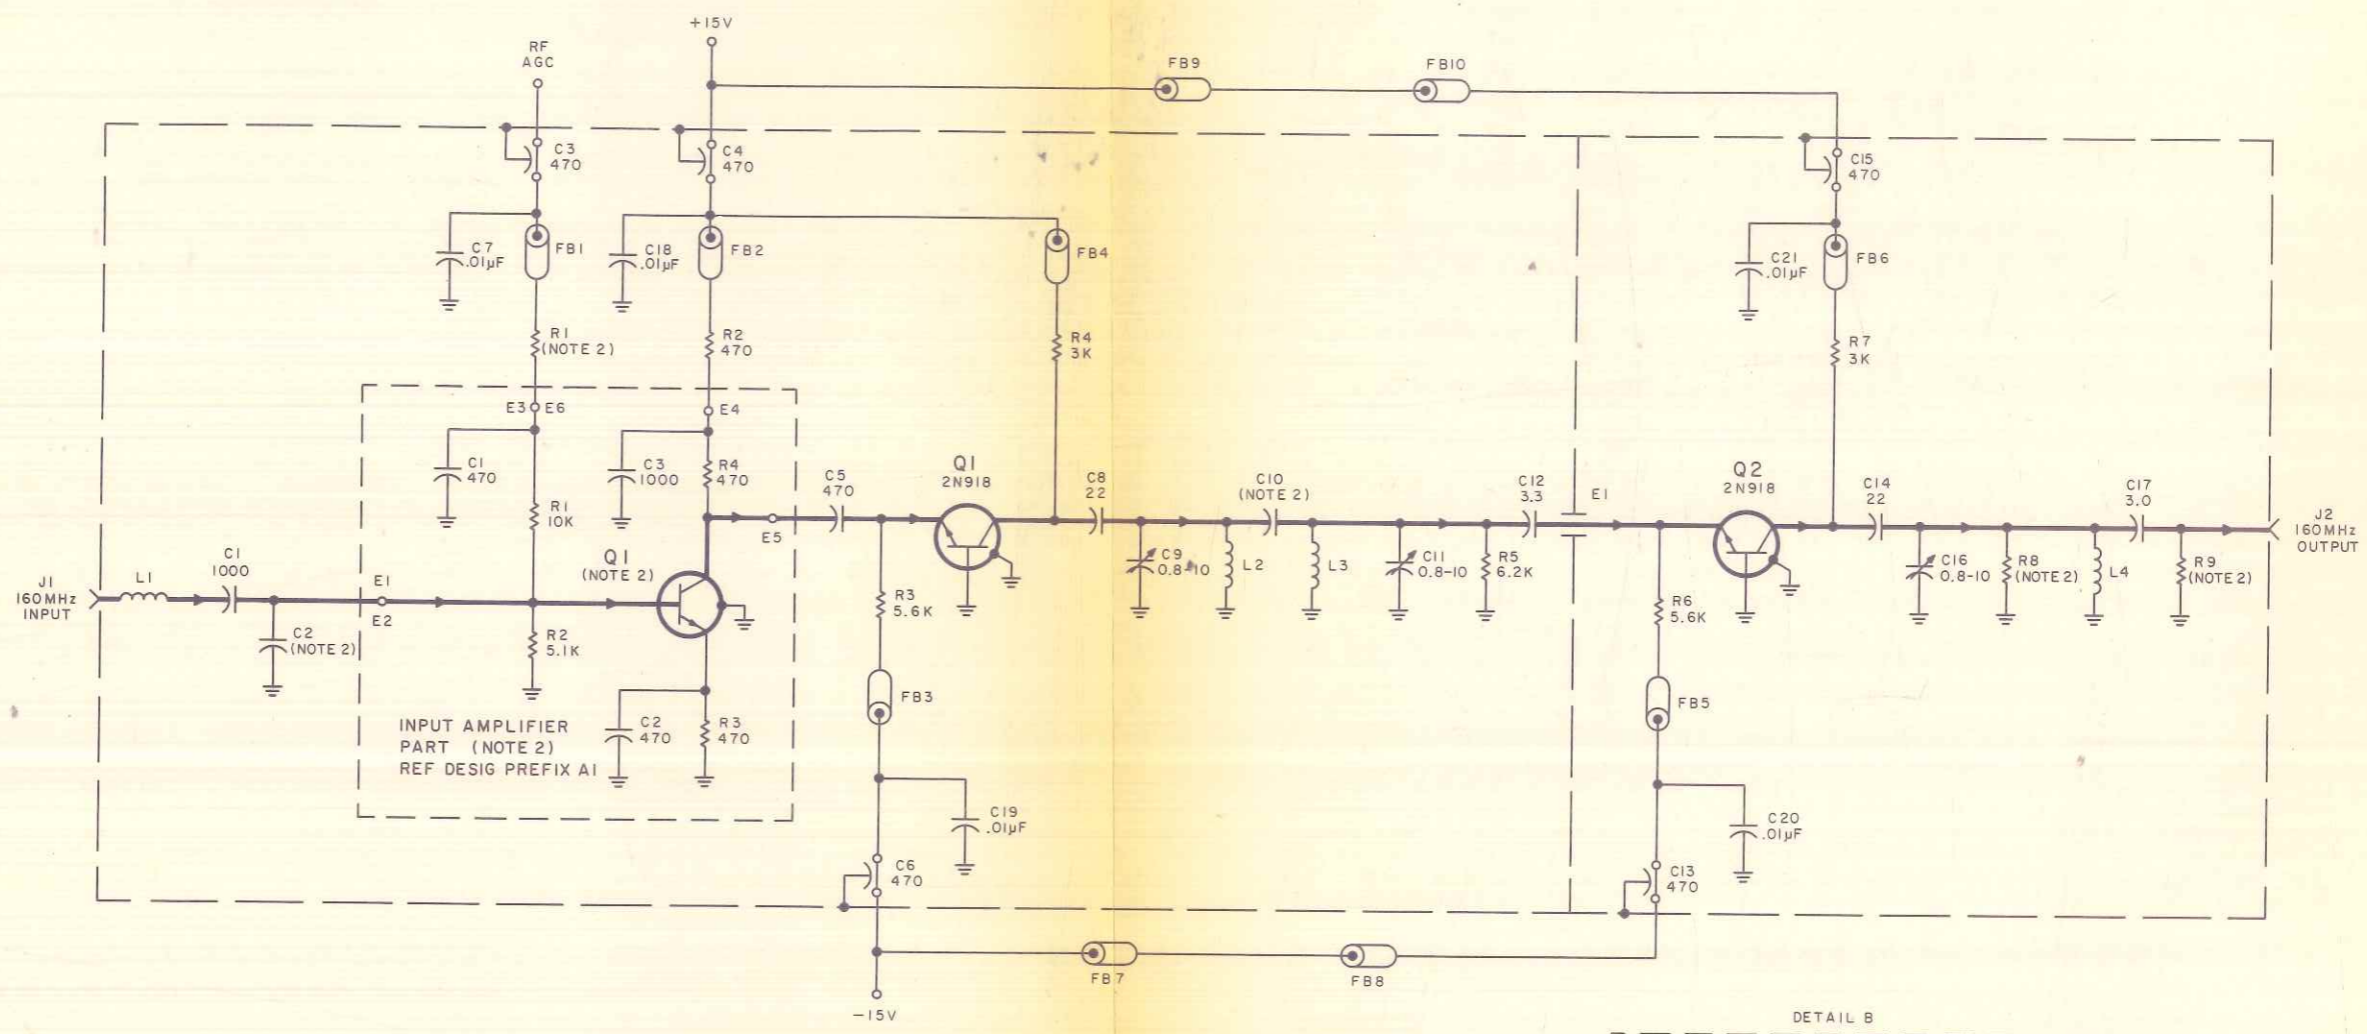 +15V
RF
AGC
FB9
FB10
C3
470
C4
470
C15
470
C7
.01µF
FB1
C18
.01µF
FB2
FB4
C21
.01µF
FB6
R1
(NOTE 2)
R2
470
R4
3K
R7
3K
E3
E6
E4
C1
470
C3
1000
R4
470
R1
10K
C5
470
Q1
2N918
C8
22
C10
(NOTE 2)
C12
3.3
E1
Q2
2N918
C14
22
C17
3.0
J2
160MHz
OUTPUT
E5
Q1
(NOTE 2)
C9
0.8-10
L2
L3
C11
0.8-10
R5
6.2K
C16
0.8-10
R8
(NOTE 2)
L4
R9
(NOTE 2)
J1
160MHz
INPUT
L1
C1
1000
E1
E2
C2
(NOTE 2)
R2
5.1K
R3
5.6K
R6
5.6K
INPUT AMPLIFIER
PART (NOTE 2)
REF DESIG PREFIX A1
C2
470
R3
470
FB3
FB5
C19
.01µF
C20
.01µF
C6
470
C13
470
FB7
FB8
-15V
DETAIL B